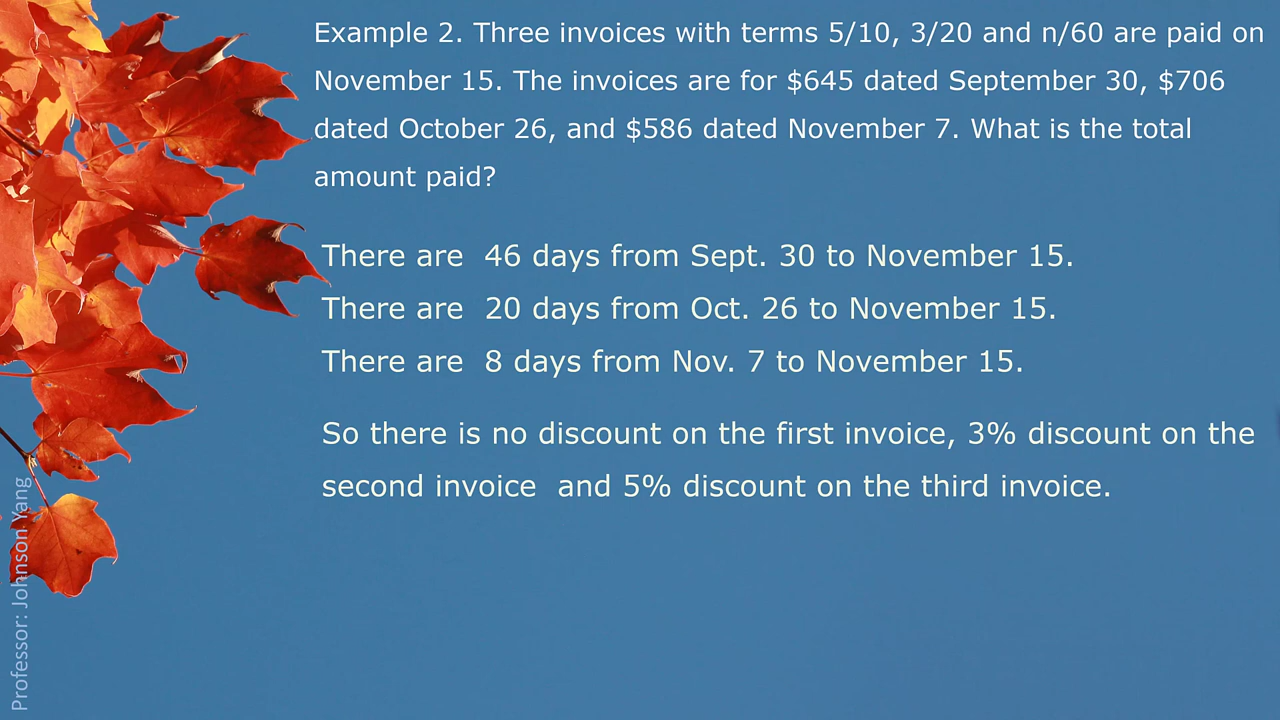 Example 2. Three invoices with terms 5/10, 3/20 and n/60 are paid on
November 15. The invoices are for $645 dated September 30, $706
dated October 26, and $586 dated November 7. What is the total
amount paid?
There are  46 days from Sept. 30 to November 15.
There are  20 days from Oct. 26 to November 15.
There are  8 days from Nov. 7 to November 15.
So there is no discount on the first invoice, 3% discount on the
second invoice  and 5% discount on the third invoice.
Professor: Johnson Yang